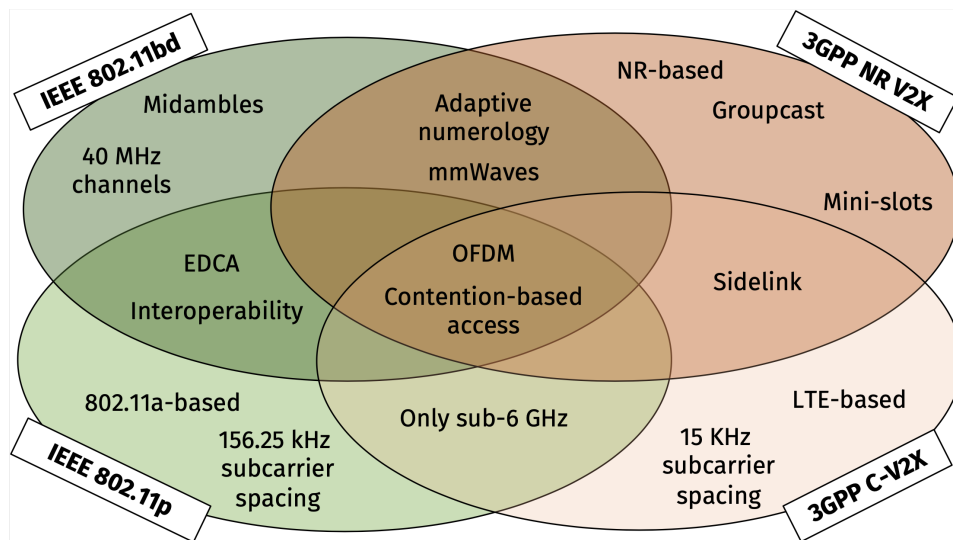 IEEE 802.11bd
3GPP NR V2X
Midambles
40 MHz
channels
Adaptive
numerology
mmWaves
NR-based
Groupcast
Mini-slots
EDCA
Interoperability
OFDM
Contention-based
access
Sidelink
802.11a-based
156.25 kHz
subcarrier
spacing
Only sub-6 GHz
LTE-based
15 KHz
subcarrier
spacing
IEEE 802.11p
3GPP C-V2X